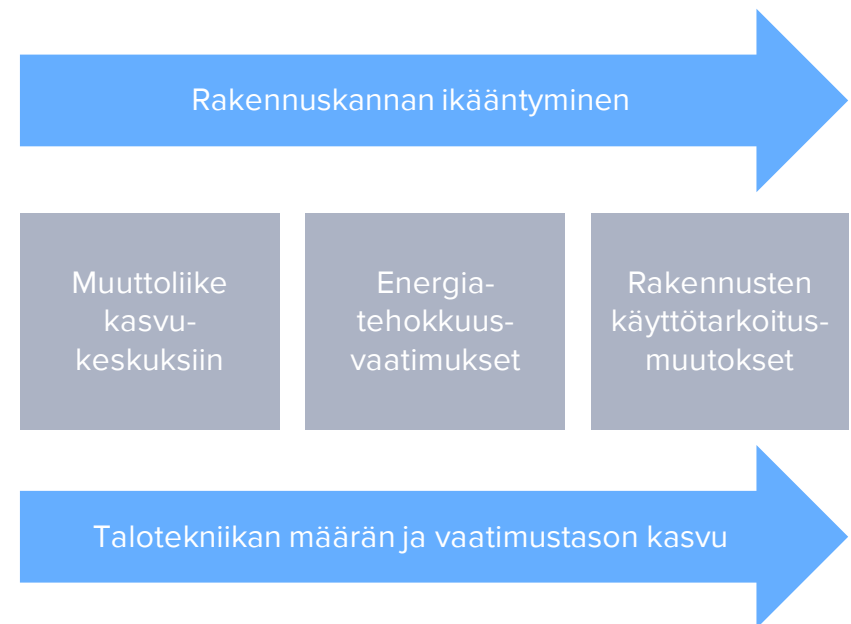 Rakennuskannan ikääntyminen
Muuttoliike
kasvu-
keskuksiin
Energia-
tehokkuus-
vaatimukset
Rakennusten
käyttötarkoitus-
muutokset
Talotekniikan määrän ja vaatimustason kasvu